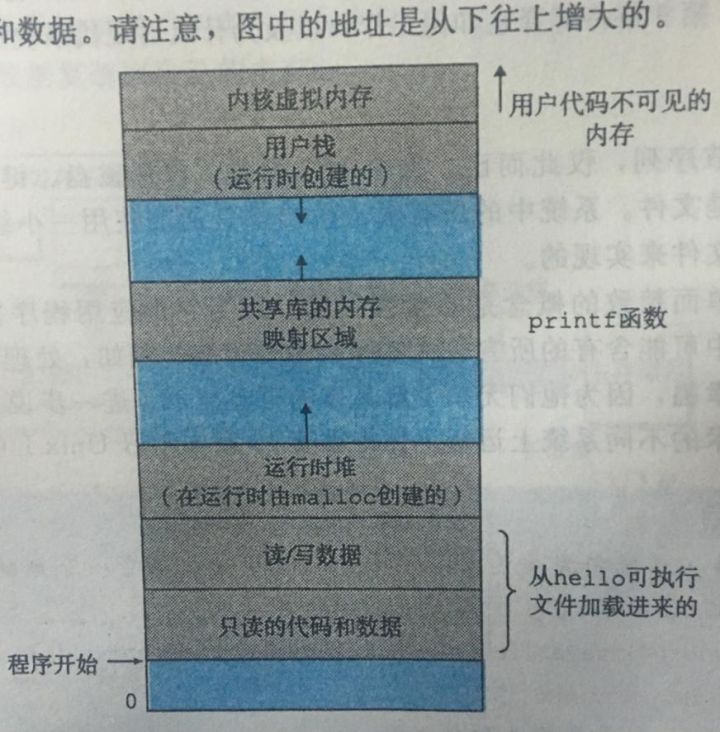 和数据。请注意，图中的地址是从下往上增大的。
内核虚拟内存
用户代码不可见的
内存
用户栈
（运行时创建的）
共享库的内存
映射区域
printf函数
运行时堆
（在运行时由malloc创建的）
读/写数据
从hello可执行
文件加载进来的
只读的代码和数据
程序开始
0